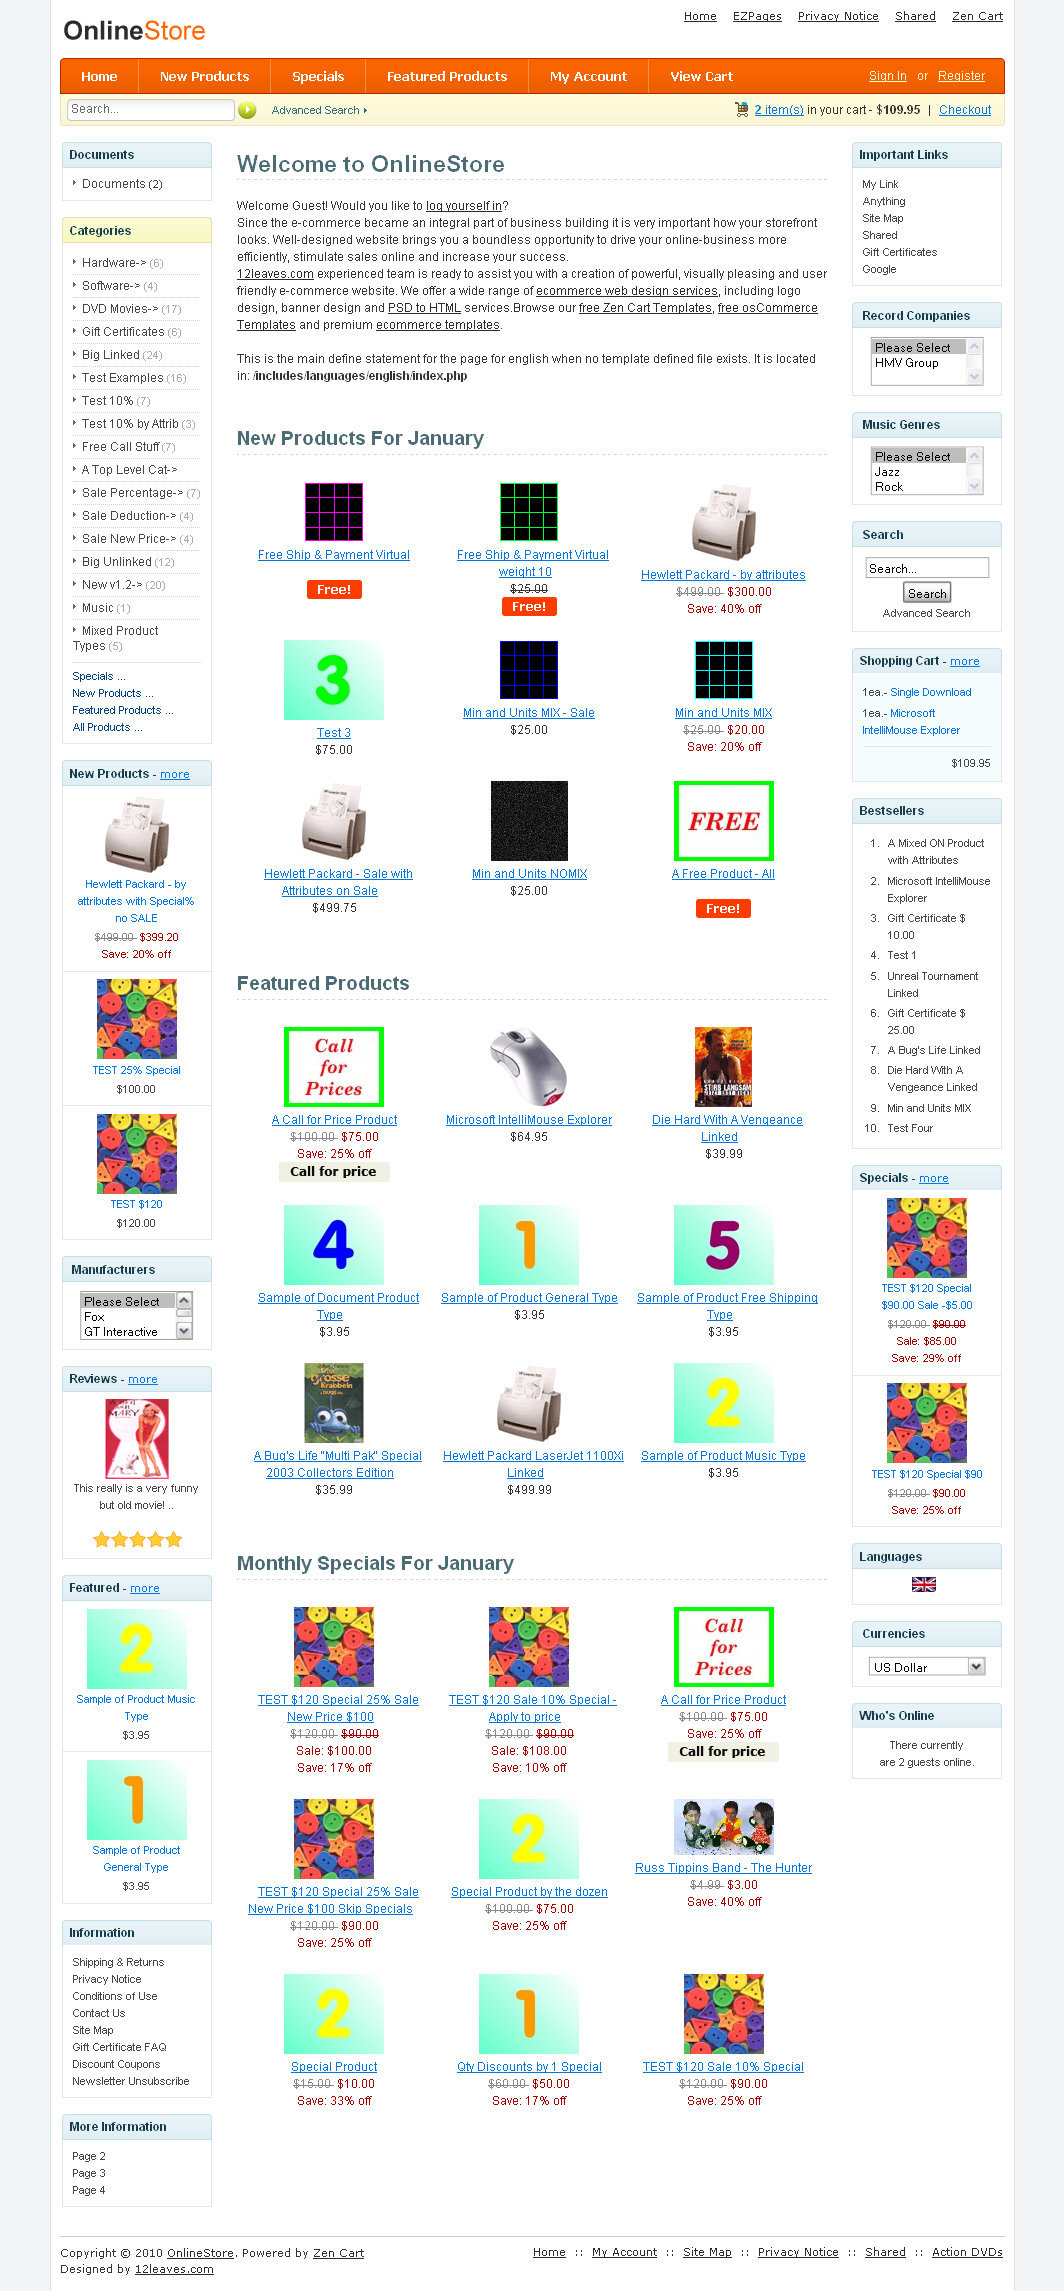 OnlineStore
Home EZPages Privacy Notice Shared Zen Cart
Home New Products Specials Featured Products My Account View Cart Sign In or Register
Search... Advanced Search 2 item(s) in your cart - $109.95 | Checkout
Documents
Documents (2)
Categories
Hardware-> (6)
Software-> (4)
DVD Movies-> (17)
Gift Certificates (6)
Big Linked (24)
Test Examples (16)
Test 10% (7)
Test 10% by Attrib (3)
Free Call Stuff (7)
A Top Level Cat->
Sale Percentage-> (7)
Sale Deduction-> (4)
Sale New Price-> (4)
Big Unlinked (12)
New v1.2-> (20)
Music (1)
Mixed Product
Types (5)
Specials ...
New Products ...
Featured Products ...
All Products ...
New Products - more
Hewlett Packard - by
attributes with Special%
no SALE
$499.00 $399.20
Save: 20% off
TEST 25% Special
$100.00
TEST $120
$120.00
Manufacturers
Please Select
Fox
GT Interactive
Reviews - more
MARY
This really is a very funny
but old movie! ..
Featured - more
2
Sample of Product Music
Type
$3.95
1
Sample of Product
General Type
$3.95
Information
Shipping & Returns
Privacy Notice
Conditions of Use
Contact Us
Site Map
Gift Certificate FAQ
Discount Coupons
Newsletter Unsubscribe
More Information
Page 2
Page 3
Page 4
Welcome to OnlineStore
Welcome Guest! Would you like to log yourself in?
Since the e-commerce became an integral part of business building it is very important how your storefront
looks. Well-designed website brings you a boundless opportunity to drive your online-business more
efficiently, stimulate sales online and increase your success.
12leaves.com experienced team is ready to assist you with a creation of powerful, visually pleasing and user
friendly e-commerce website. We offer a wide range of ecommerce web design services, including logo
design, banner design and PSD to HTML services.Browse our free Zen Cart Templates, free osCommerce
Templates and premium ecommerce templates.
This is the main define statement for the page for english when no template defined file exists. It is located
in: /includes/languages/english/index.php
New Products For January
Free Ship & Payment Virtual
Free!
Free Ship & Payment Virtual
weight 10
$25.00
Free!
Hewlett Packard - by attributes
$499.00 $300.00
Save: 40% off
3
Test 3
$75.00
Min and Units MIX - Sale
$25.00
Min and Units MIX
$25.00 $20.00
Save: 20% off
Hewlett Packard - Sale with
Attributes on Sale
$499.75
Min and Units NOMIX
$25.00
FREE
A Free Product - All
Free!
Featured Products
Call
for
Prices
A Call for Price Product
$100.00 $75.00
Save: 25% off
Call for price
Microsoft IntelliMouse Explorer
$64.95
STIRB LANGSAM
Die Hard With A Vengeance
Linked
$39.99
4
Sample of Document Product
Type
$3.95
1
Sample of Product General Type
$3.95
5
Sample of Product Free Shipping
Type
$3.95
Grosse
Krabbeln
A Bug's Life "Multi Pak" Special
2003 Collectors Edition
$35.99
Hewlett Packard LaserJet 1100Xi
Linked
$499.99
2
Sample of Product Music Type
$3.95
Monthly Specials For January
TEST $120 Special 25% Sale
New Price $100
$120.00 $90.00
Sale: $100.00
Save: 17% off
TEST $120 Sale 10% Special -
Apply to price
$120.00 $90.00
Sale: $108.00
Save: 10% off
Call
for
Prices
A Call for Price Product
$100.00 $75.00
Save: 25% off
Call for price
TEST $120 Special 25% Sale
New Price $100 Skip Specials
$120.00 $90.00
Save: 25% off
2
Special Product by the dozen
$100.00 $75.00
Save: 25% off
Russ Tippins Band - The Hunter
$4.99 $3.00
Save: 40% off
2
Special Product
$15.00 $10.00
Save: 33% off
1
Qty Discounts by 1 Special
$60.00 $50.00
Save: 17% off
TEST $120 Sale 10% Special
$120.00 $90.00
Save: 25% off
Important Links
My Link
Anything
Site Map
Shared
Gift Certificates
Google
Record Companies
Please Select
HMV Group
Music Genres
Please Select
Jazz
Rock
Search
Search...
Search
Advanced Search
Shopping Cart - more
1ea.- Single Download
1ea.- Microsoft
IntelliMouse Explorer
$109.95
Bestsellers
1. A Mixed ON Product
with Attributes
2. Microsoft IntelliMouse
Explorer
3. Gift Certificate $
10.00
4. Test 1
5. Unreal Tournament
Linked
6. Gift Certificate $
25.00
7. A Bug's Life Linked
8. Die Hard With A
Vengeance Linked
9. Min and Units MIX
10. Test Four
Specials - more
TEST $120 Special
$90.00 Sale -$5.00
$120.00 $90.00
Sale: $85.00
Save: 29% off
TEST $120 Special $90
$120.00 $90.00
Save: 25% off
Languages
Currencies
US Dollar
Who's Online
There currently
are 2 guests online.
Copyright © 2010 OnlineStore. Powered by Zen Cart
Designed by 12leaves.com
Home :: My Account :: Site Map :: Privacy Notice :: Shared :: Action DVDs